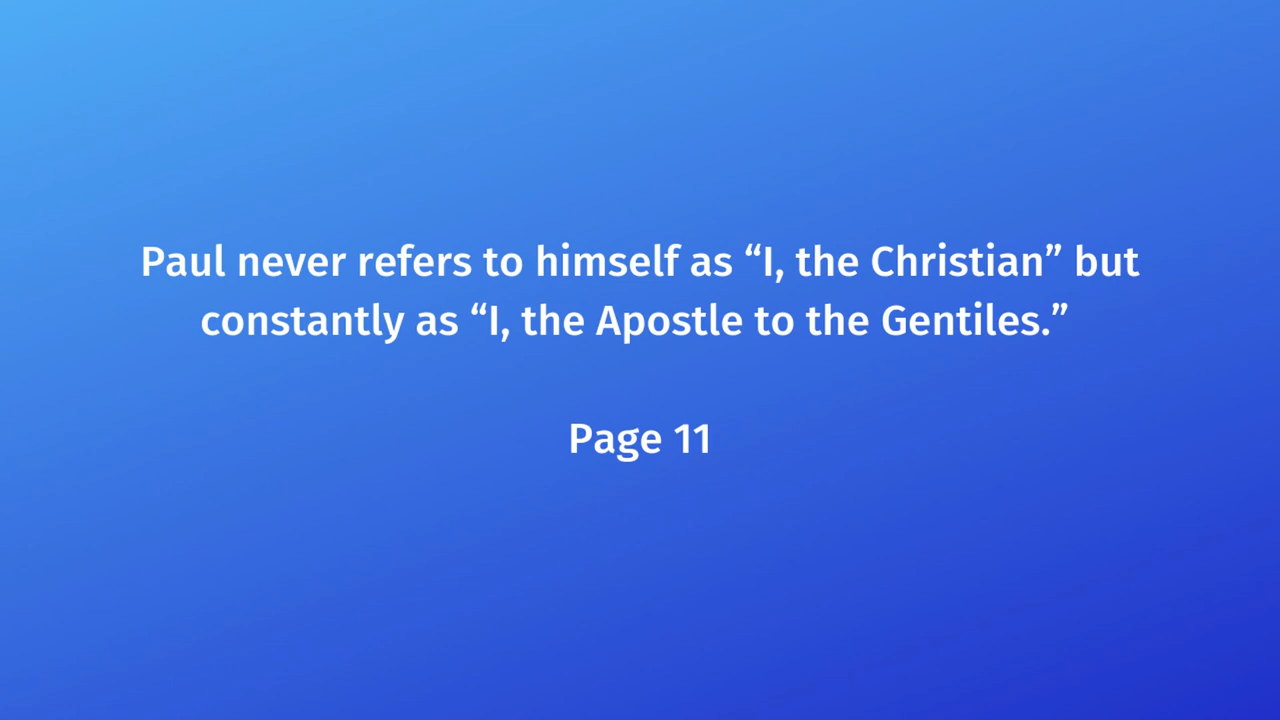 Paul never refers to himself as “I, the Christian” but
constantly as “I, the Apostle to the Gentiles.”
Page 11